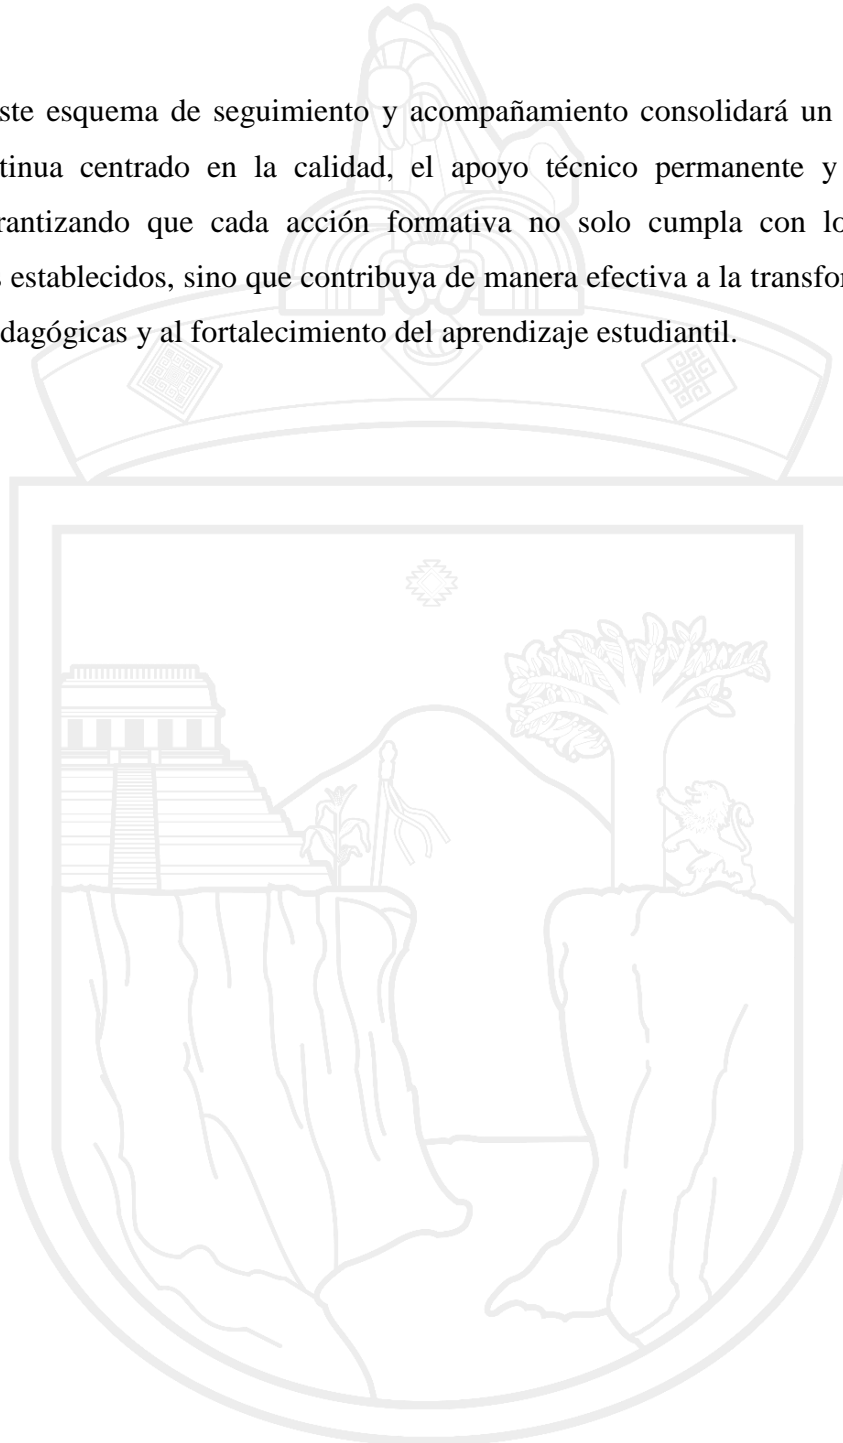 ste esquema de seguimiento y acompañamiento consolidará un
tinua centrado en la calidad, el apoyo técnico permanente y
rantizando que cada acción formativa no solo cumpla con lo
s establecidos, sino que contribuya de manera efectiva a la transfor
dagógicas y al fortalecimiento del aprendizaje estudiantil.